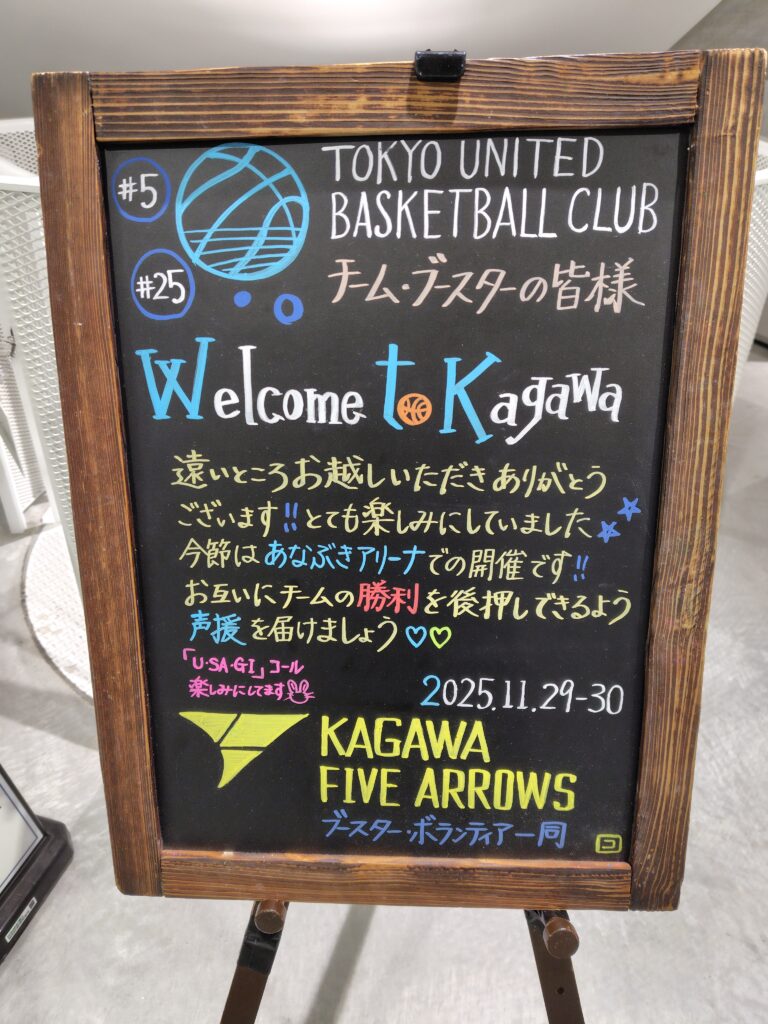 #5
#25
TOKYO UNITED
BASKETBALL CLUB
チーム・ブースターの皆様
Welcome to Kagawa
遠いところお越しいただきありがとう
ございます!!とても楽しみにしていました
今節はあなぶきアリーナでの開催です!!
お互いにチームの勝利を後押しできるよう
声援を届けましょう♡♡
「U・SA・GI」コール
楽しみにしてます
2025.11.29-30
KAGAWA
FIVE ARROWS
ブースター・ボランティア一同
コ